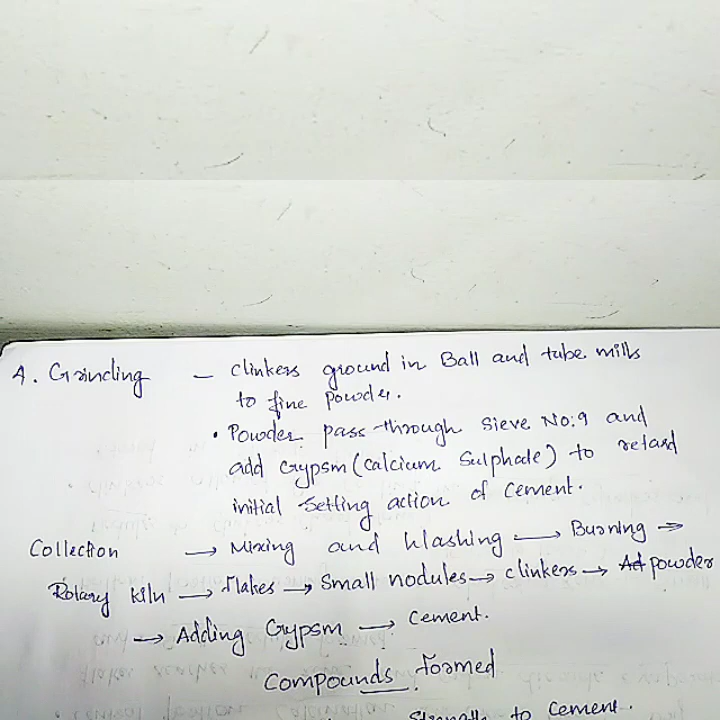 4. Grinding — clinkers ground in Ball and tube mills
to fine powder.
• Powder pass through sieve No:9 and
add Gypsm (calcium Sulphate) to retard
initial Setting action of Cement.
Collection → Mixing and Washing → Burning ⇒
Rotary kiln → flakes → Small nodules → clinkers → powder
→ Adding Gypsm → Cement.
Compounds formed
Strength to Cement.